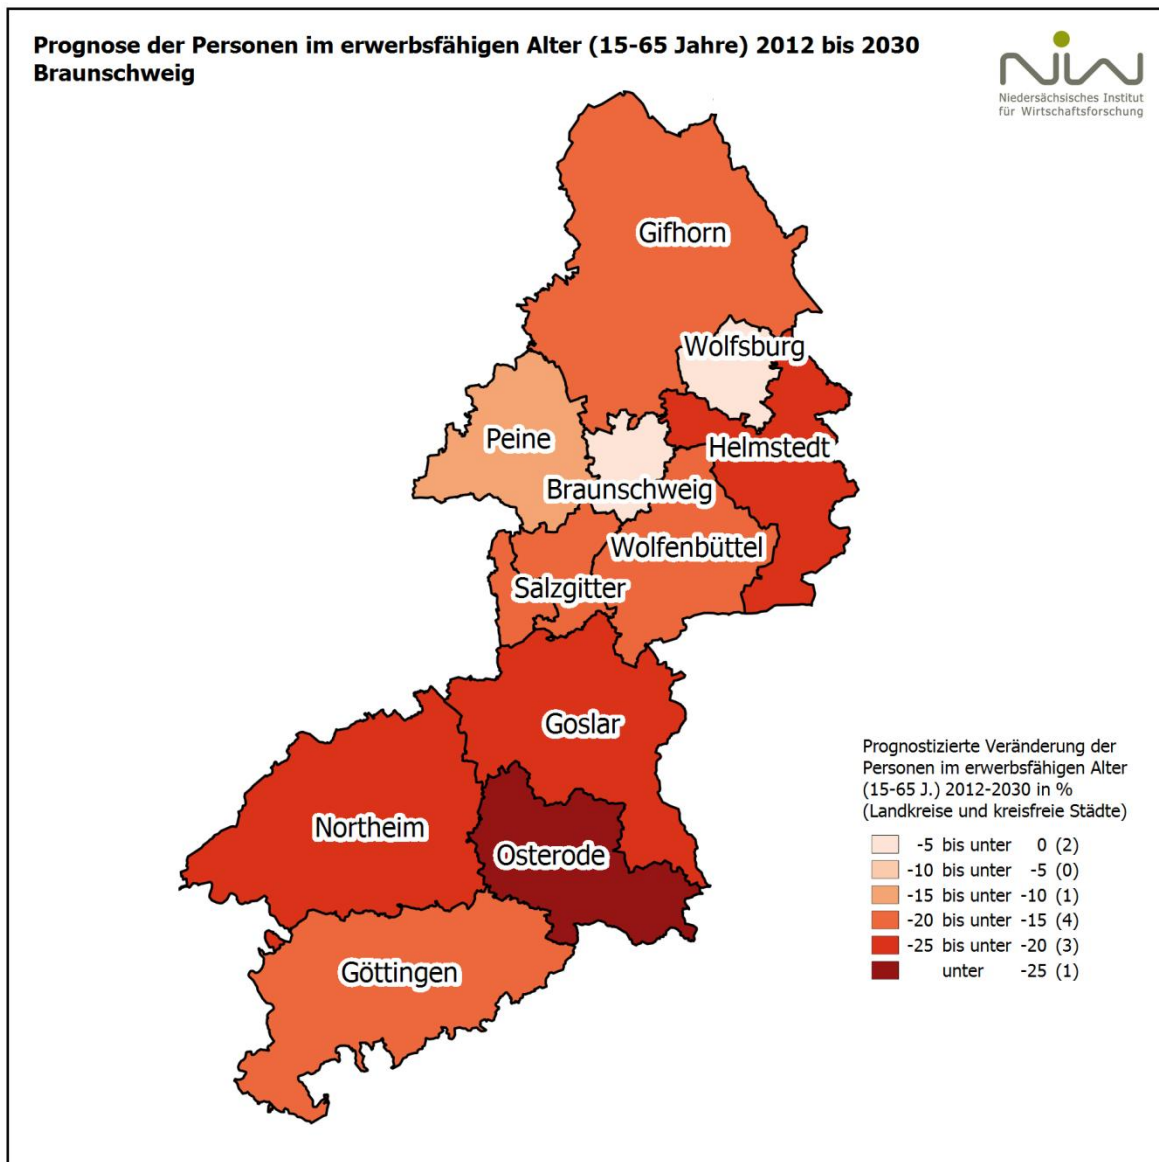 Prognose der Personen im erwerbsfähigen Alter (15-65 Jahre) 2012 bis 2030
Braunschweig
NIW
Niedersächsisches Institut
für Wirtschaftsforschung
Gifhorn
Wolfsburg
Peine
Helmstedt
Braunschweig
Wolfenbüttel
Salzgitter
Goslar
Northeim
Osterode
Göttingen
Prognostizierte Veränderung der
Personen im erwerbsfähigen Alter
(15-65 J.) 2012-2030 in %
(Landkreise und kreisfreie Städte)
-5 bis unter 0 (2)
-10 bis unter -5 (0)
-15 bis unter -10 (1)
-20 bis unter -15 (4)
-25 bis unter -20 (3)
unter -25 (1)